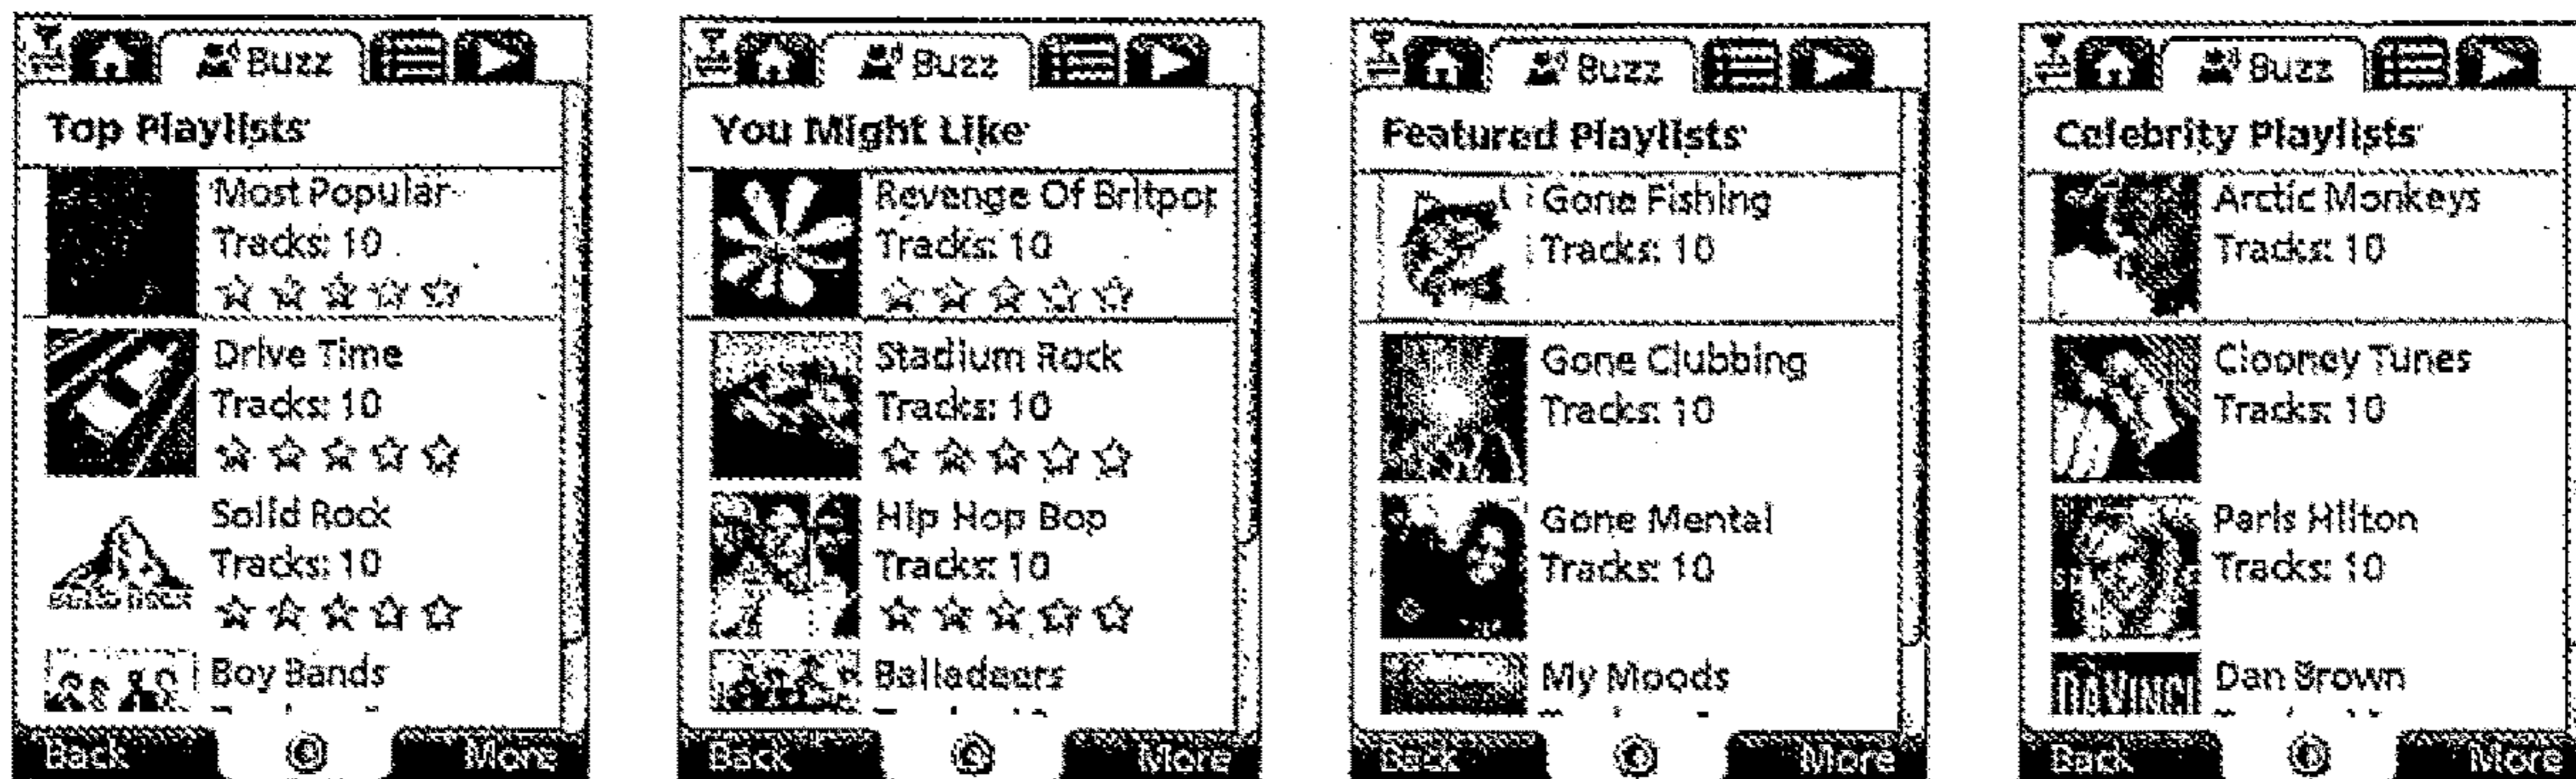 Buzz
Top Playlists
Most Popular
Tracks: 10
Drive Time
Tracks: 10
Solid Rock
Tracks: 10
SOLID ROCK
Boy Bands
Back
More
Buzz
You Might Like
Revenge Of Britpop
Tracks: 10
Stadium Rock
Tracks: 10
Hip Hop Bop
Tracks: 10
Balladeers
Back
More
Buzz
Featured Playlists
Gone Fishing
Tracks: 10
Gone Clubbing
Tracks: 10
Gone Mental
Tracks: 10
My Moods
Back
More
Buzz
Celebrity Playlists
Arctic Monkeys
Tracks: 10
Clooney Tunes
Tracks: 10
Paris Hilton
Tracks: 10
Dan Brown
Back
More